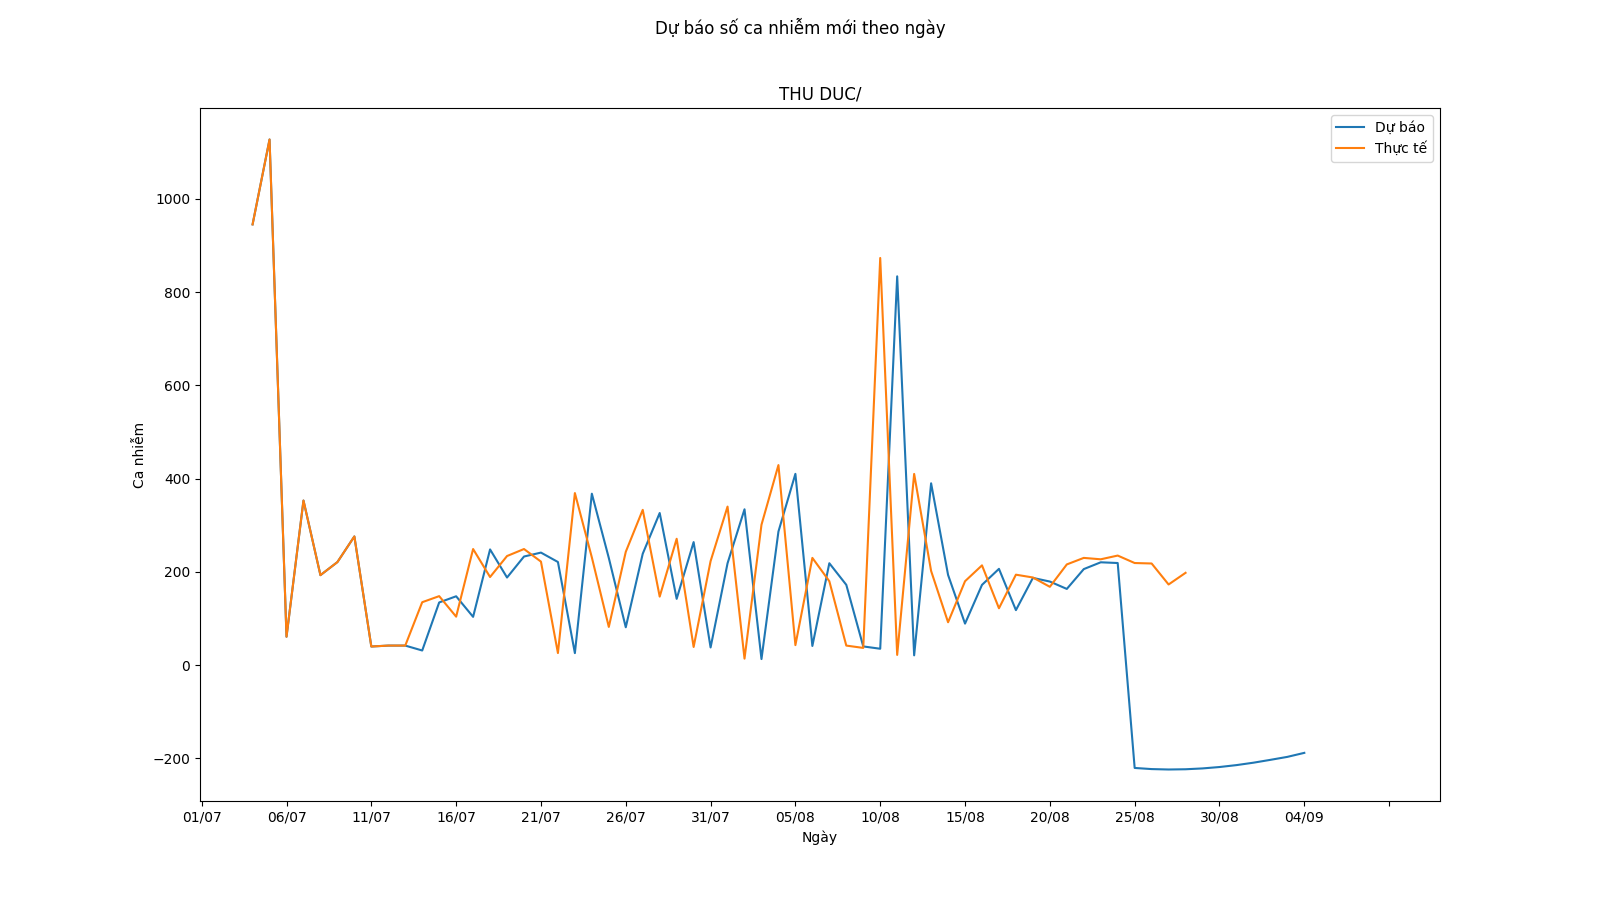 Dự báo số ca nhiễm mới theo ngày
THU DUC/
Dự báo
Thực tế
1000
800
600
400
200
0
−200
Ca nhiễm
01/07 06/07 11/07 16/07 21/07 26/07 31/07 05/08 10/08 15/08 20/08 25/08 30/08 04/09
Ngày